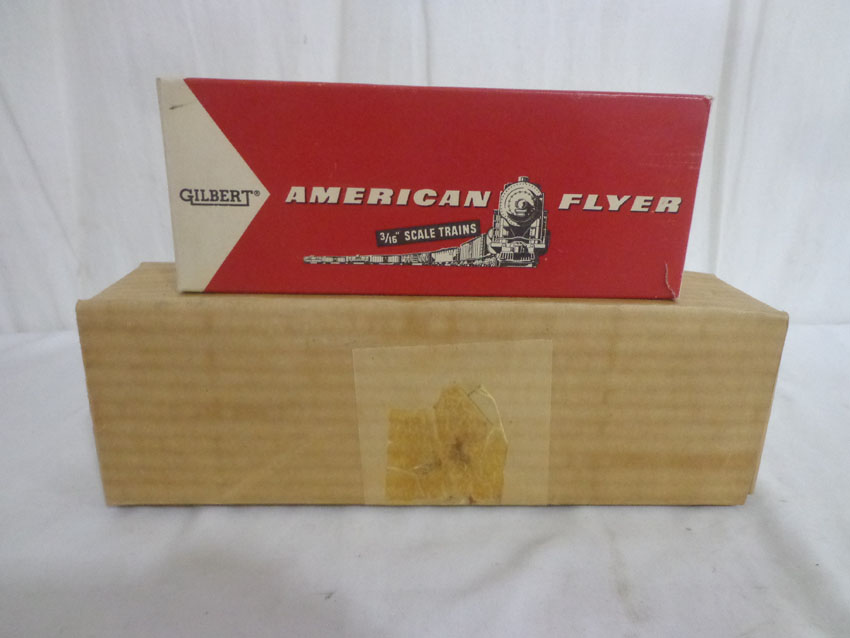 GILBERT® AMERICAN FLYER
3/16" SCALE TRAINS